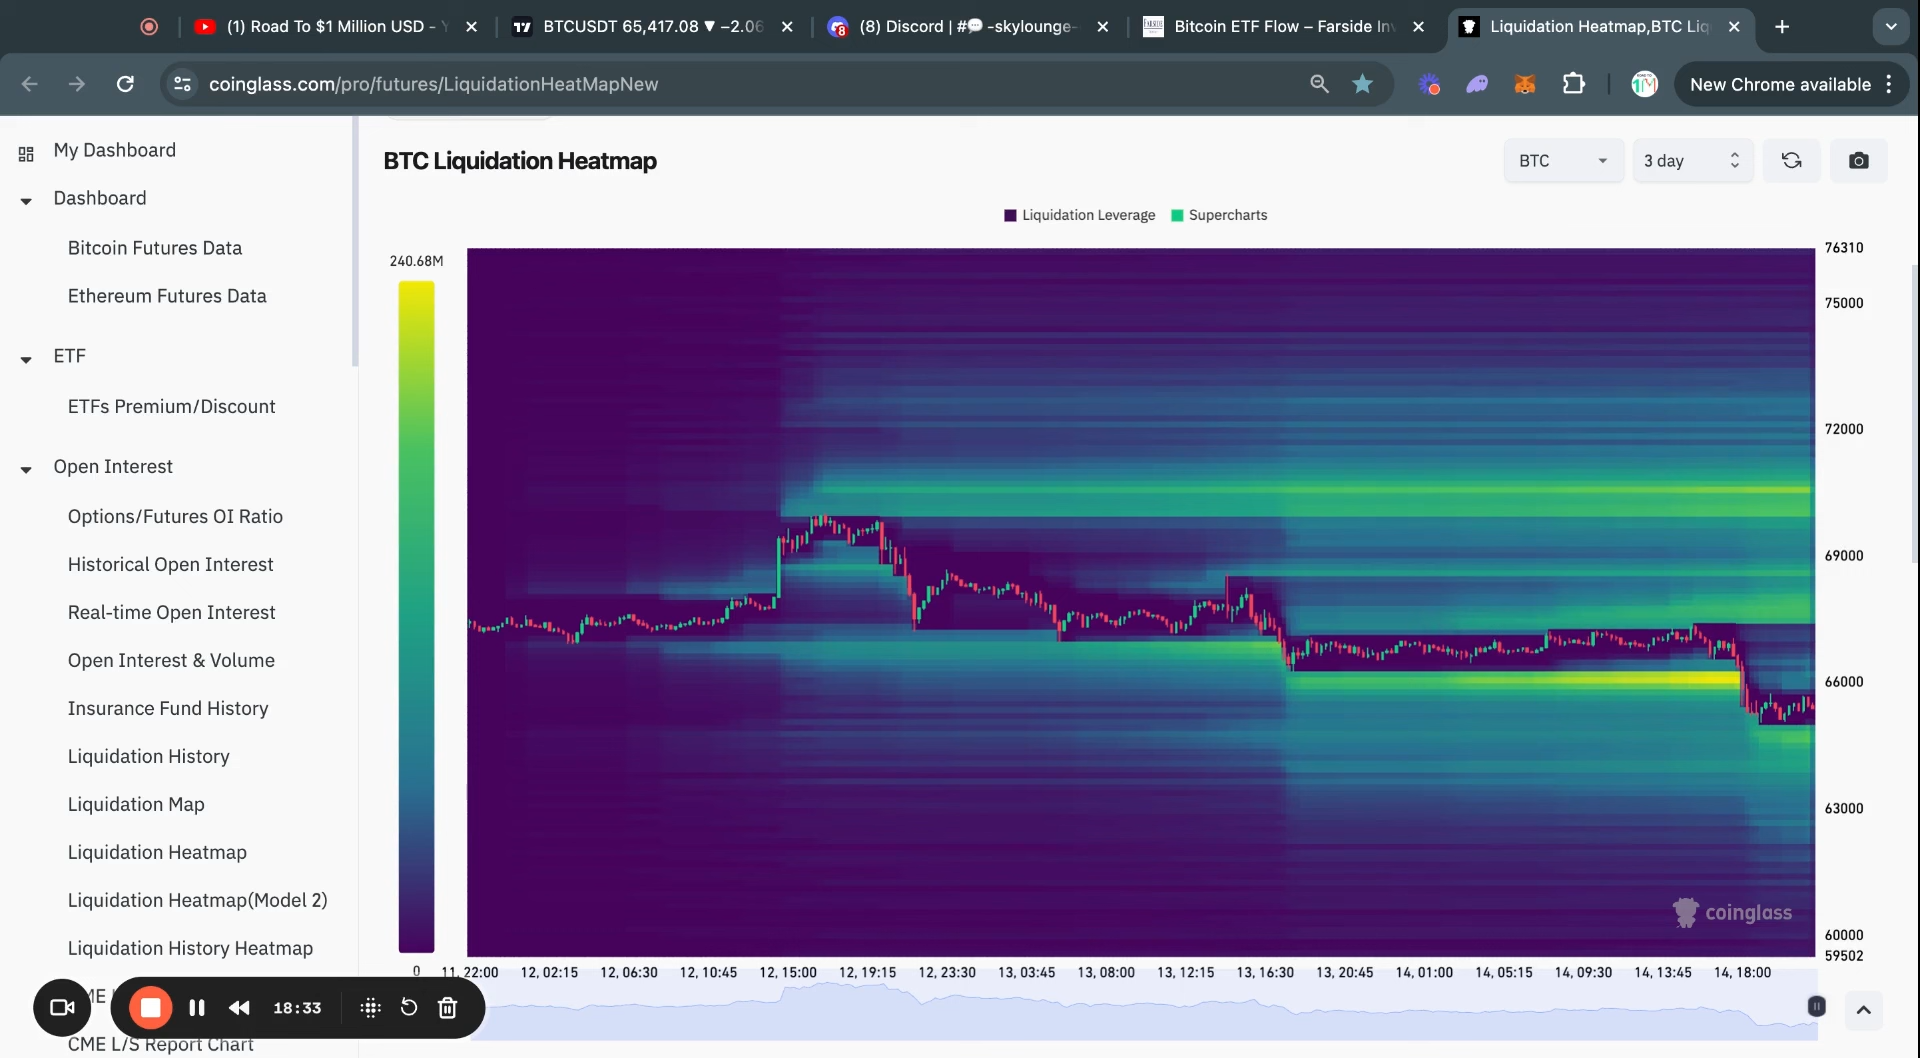 (1) Road To $1 Million USD -
BTCUSDT 65,417.08 ▼ −2.06
(8) Discord | #💬 -skylounge-
Bitcoin ETF Flow – Farside In
Liquidation Heatmap,BTC Liq
coinglass.com/pro/futures/LiquidationHeatMapNew
New Chrome available
My Dashboard
Dashboard
Bitcoin Futures Data
Ethereum Futures Data
ETF
ETFs Premium/Discount
Open Interest
Options/Futures OI Ratio
Historical Open Interest
Real-time Open Interest
Open Interest & Volume
Insurance Fund History
Liquidation History
Liquidation Map
Liquidation Heatmap
Liquidation Heatmap(Model 2)
Liquidation History Heatmap
CME L/S Report Chart
18:33
BTC Liquidation Heatmap
BTC
3 day
Liquidation Leverage
Supercharts
240.68M
0
76310
75000
72000
69000
66000
63000
60000
59502
coinglass
11, 22:00
12, 02:15
12, 06:30
12, 10:45
12, 15:00
12, 19:15
12, 23:30
13, 03:45
13, 08:00
13, 12:15
13, 16:30
13, 20:45
14, 01:00
14, 05:15
14, 09:30
14, 13:45
14, 18:00